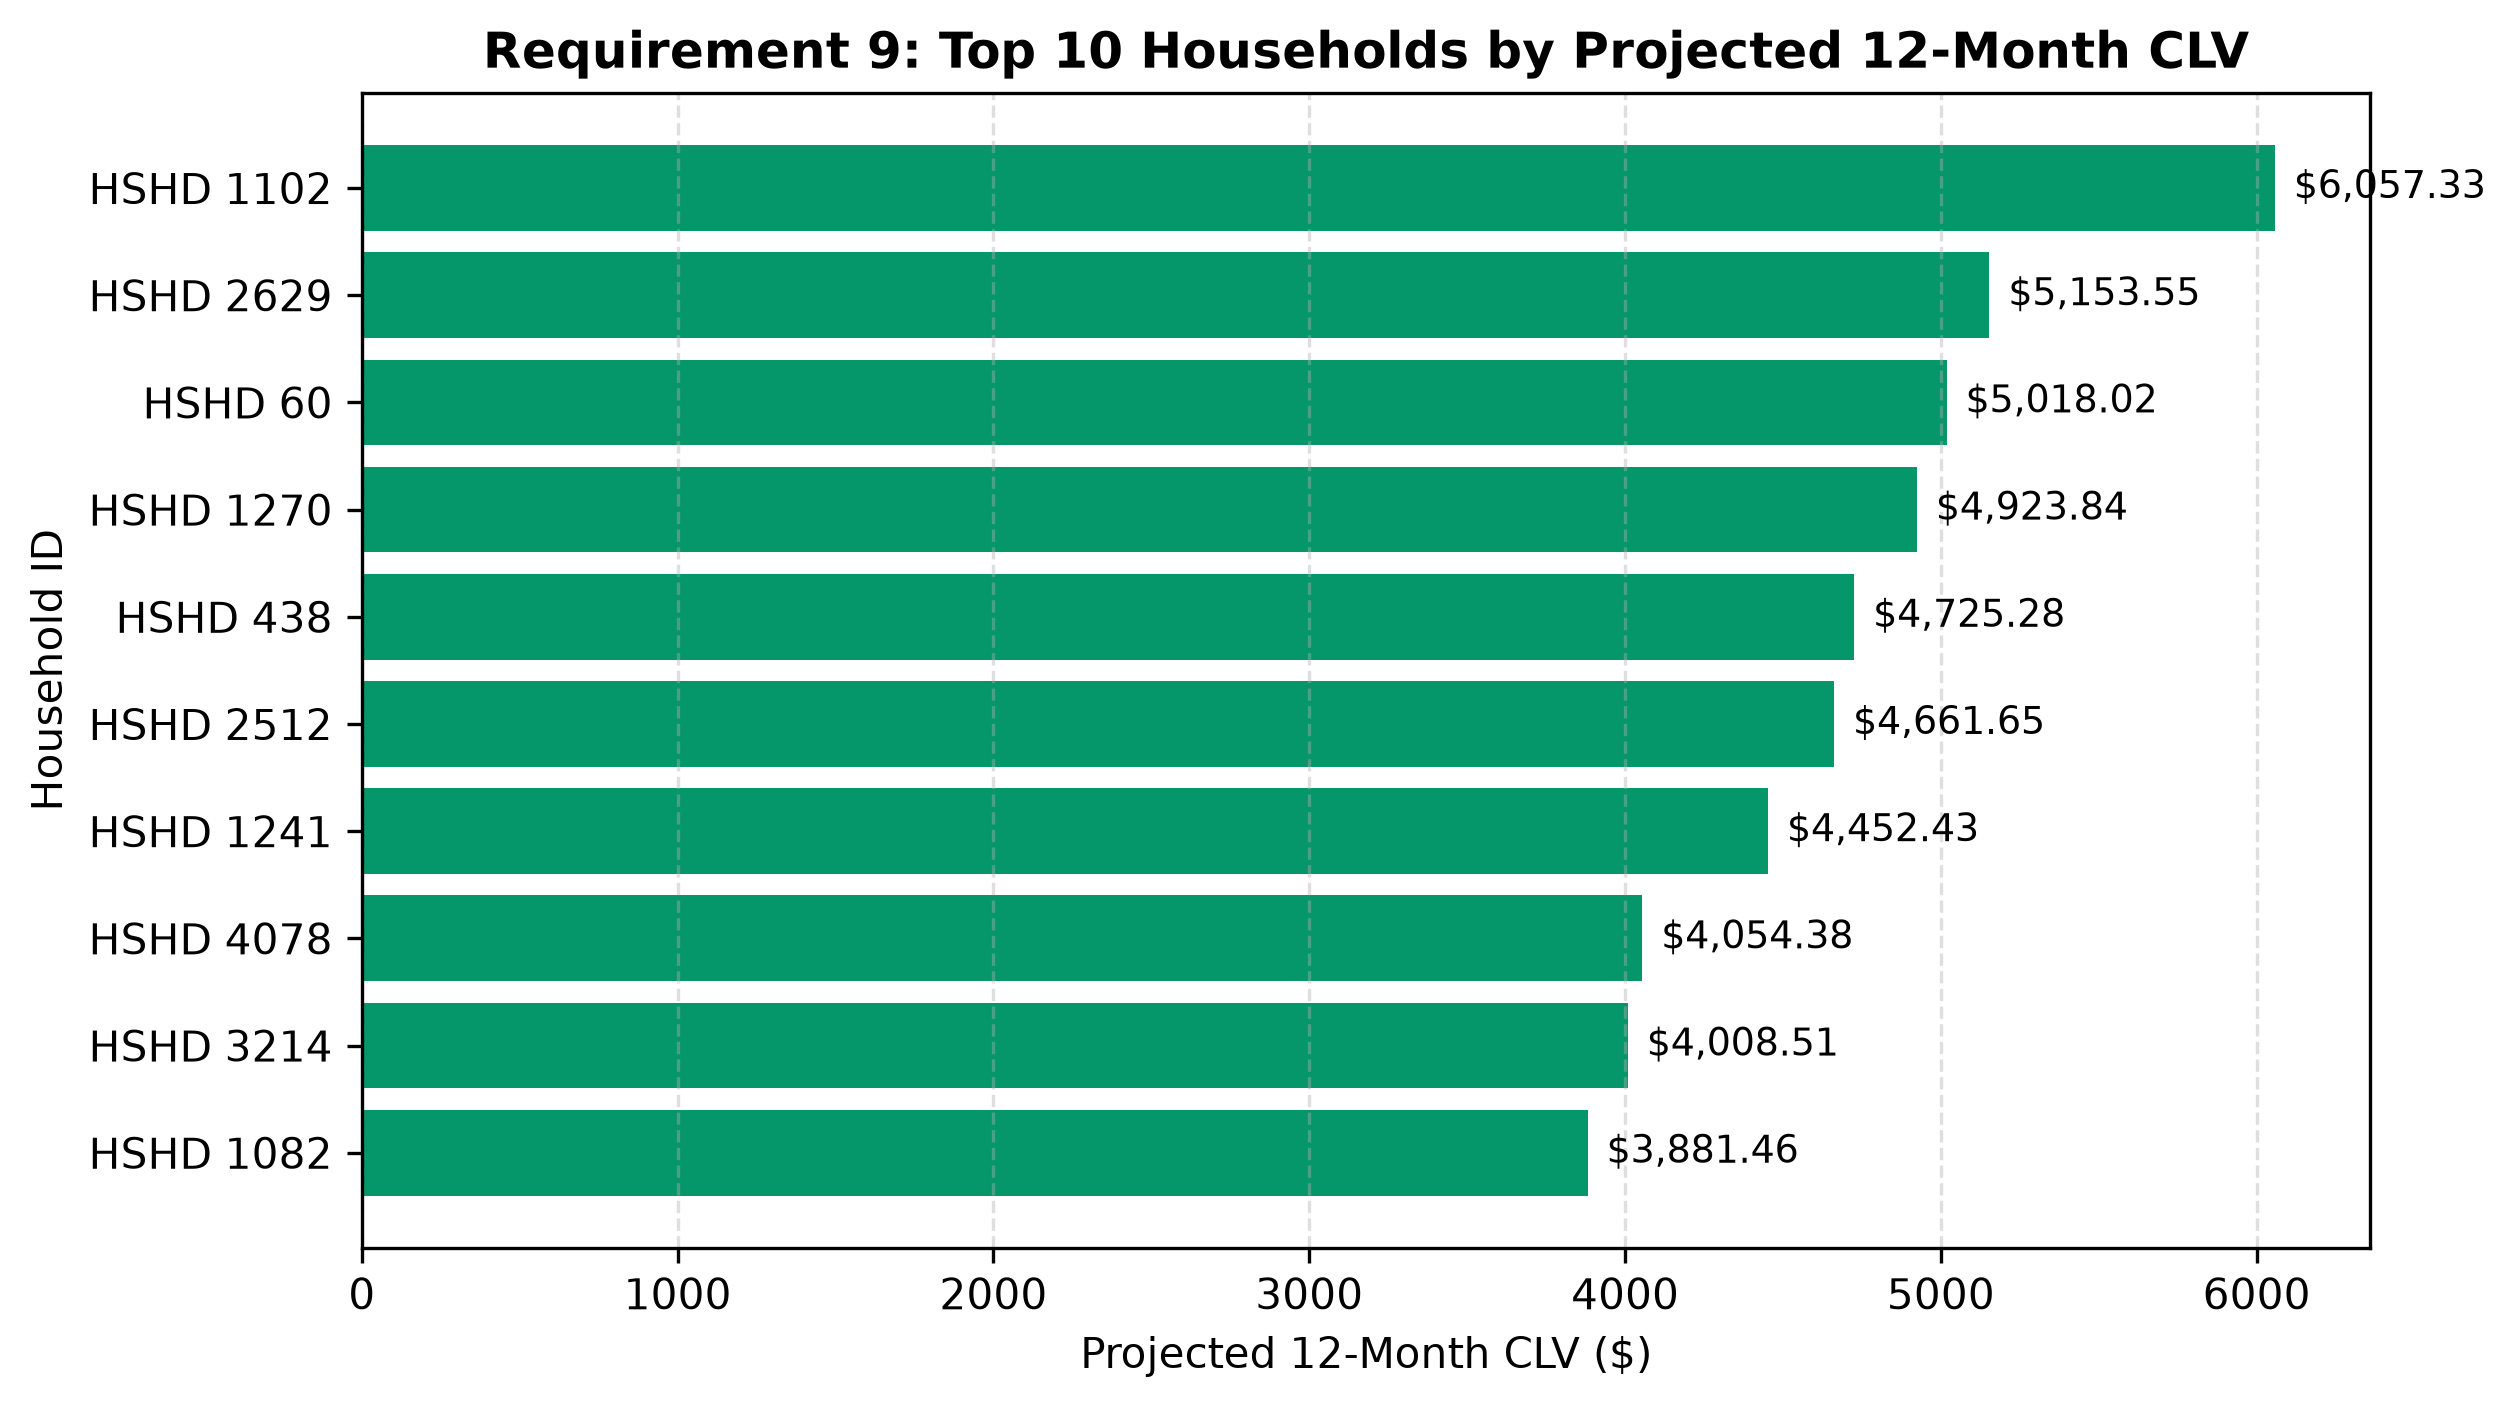 Requirement 9: Top 10 Households by Projected 12-Month CLV
Household ID
HSHD 1102 $6,057.33
HSHD 2629 $5,153.55
HSHD 60 $5,018.02
HSHD 1270 $4,923.84
HSHD 438 $4,725.28
HSHD 2512 $4,661.65
HSHD 1241 $4,452.43
HSHD 4078 $4,054.38
HSHD 3214 $4,008.51
HSHD 1082 $3,881.46
0 1000 2000 3000 4000 5000 6000
Projected 12-Month CLV ($)